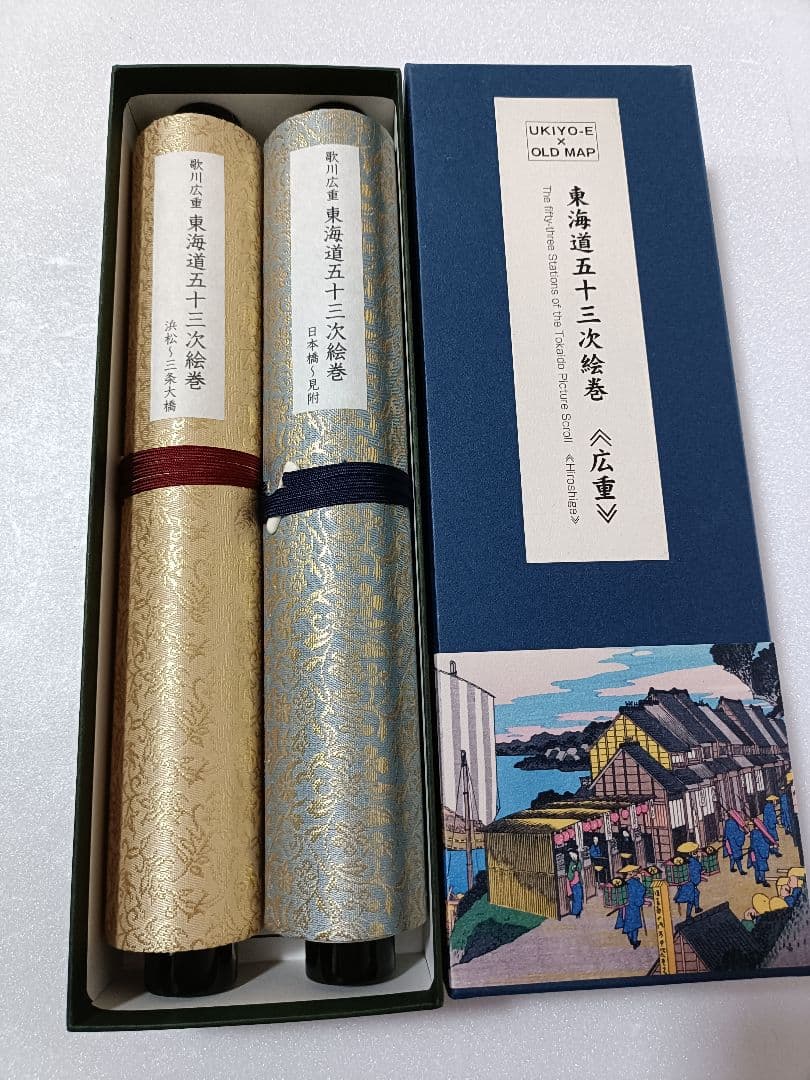 歌川広重 東海道五十三次絵巻
浜松～三条大橋
歌川広重 東海道五十三次絵巻
日本橋～見附
UKIYO-E
×
OLD MAP
東海道五十三次絵巻 《広重》
The fifty-three Stations of the Tokaido Picture Scroll 《Hiroshige》